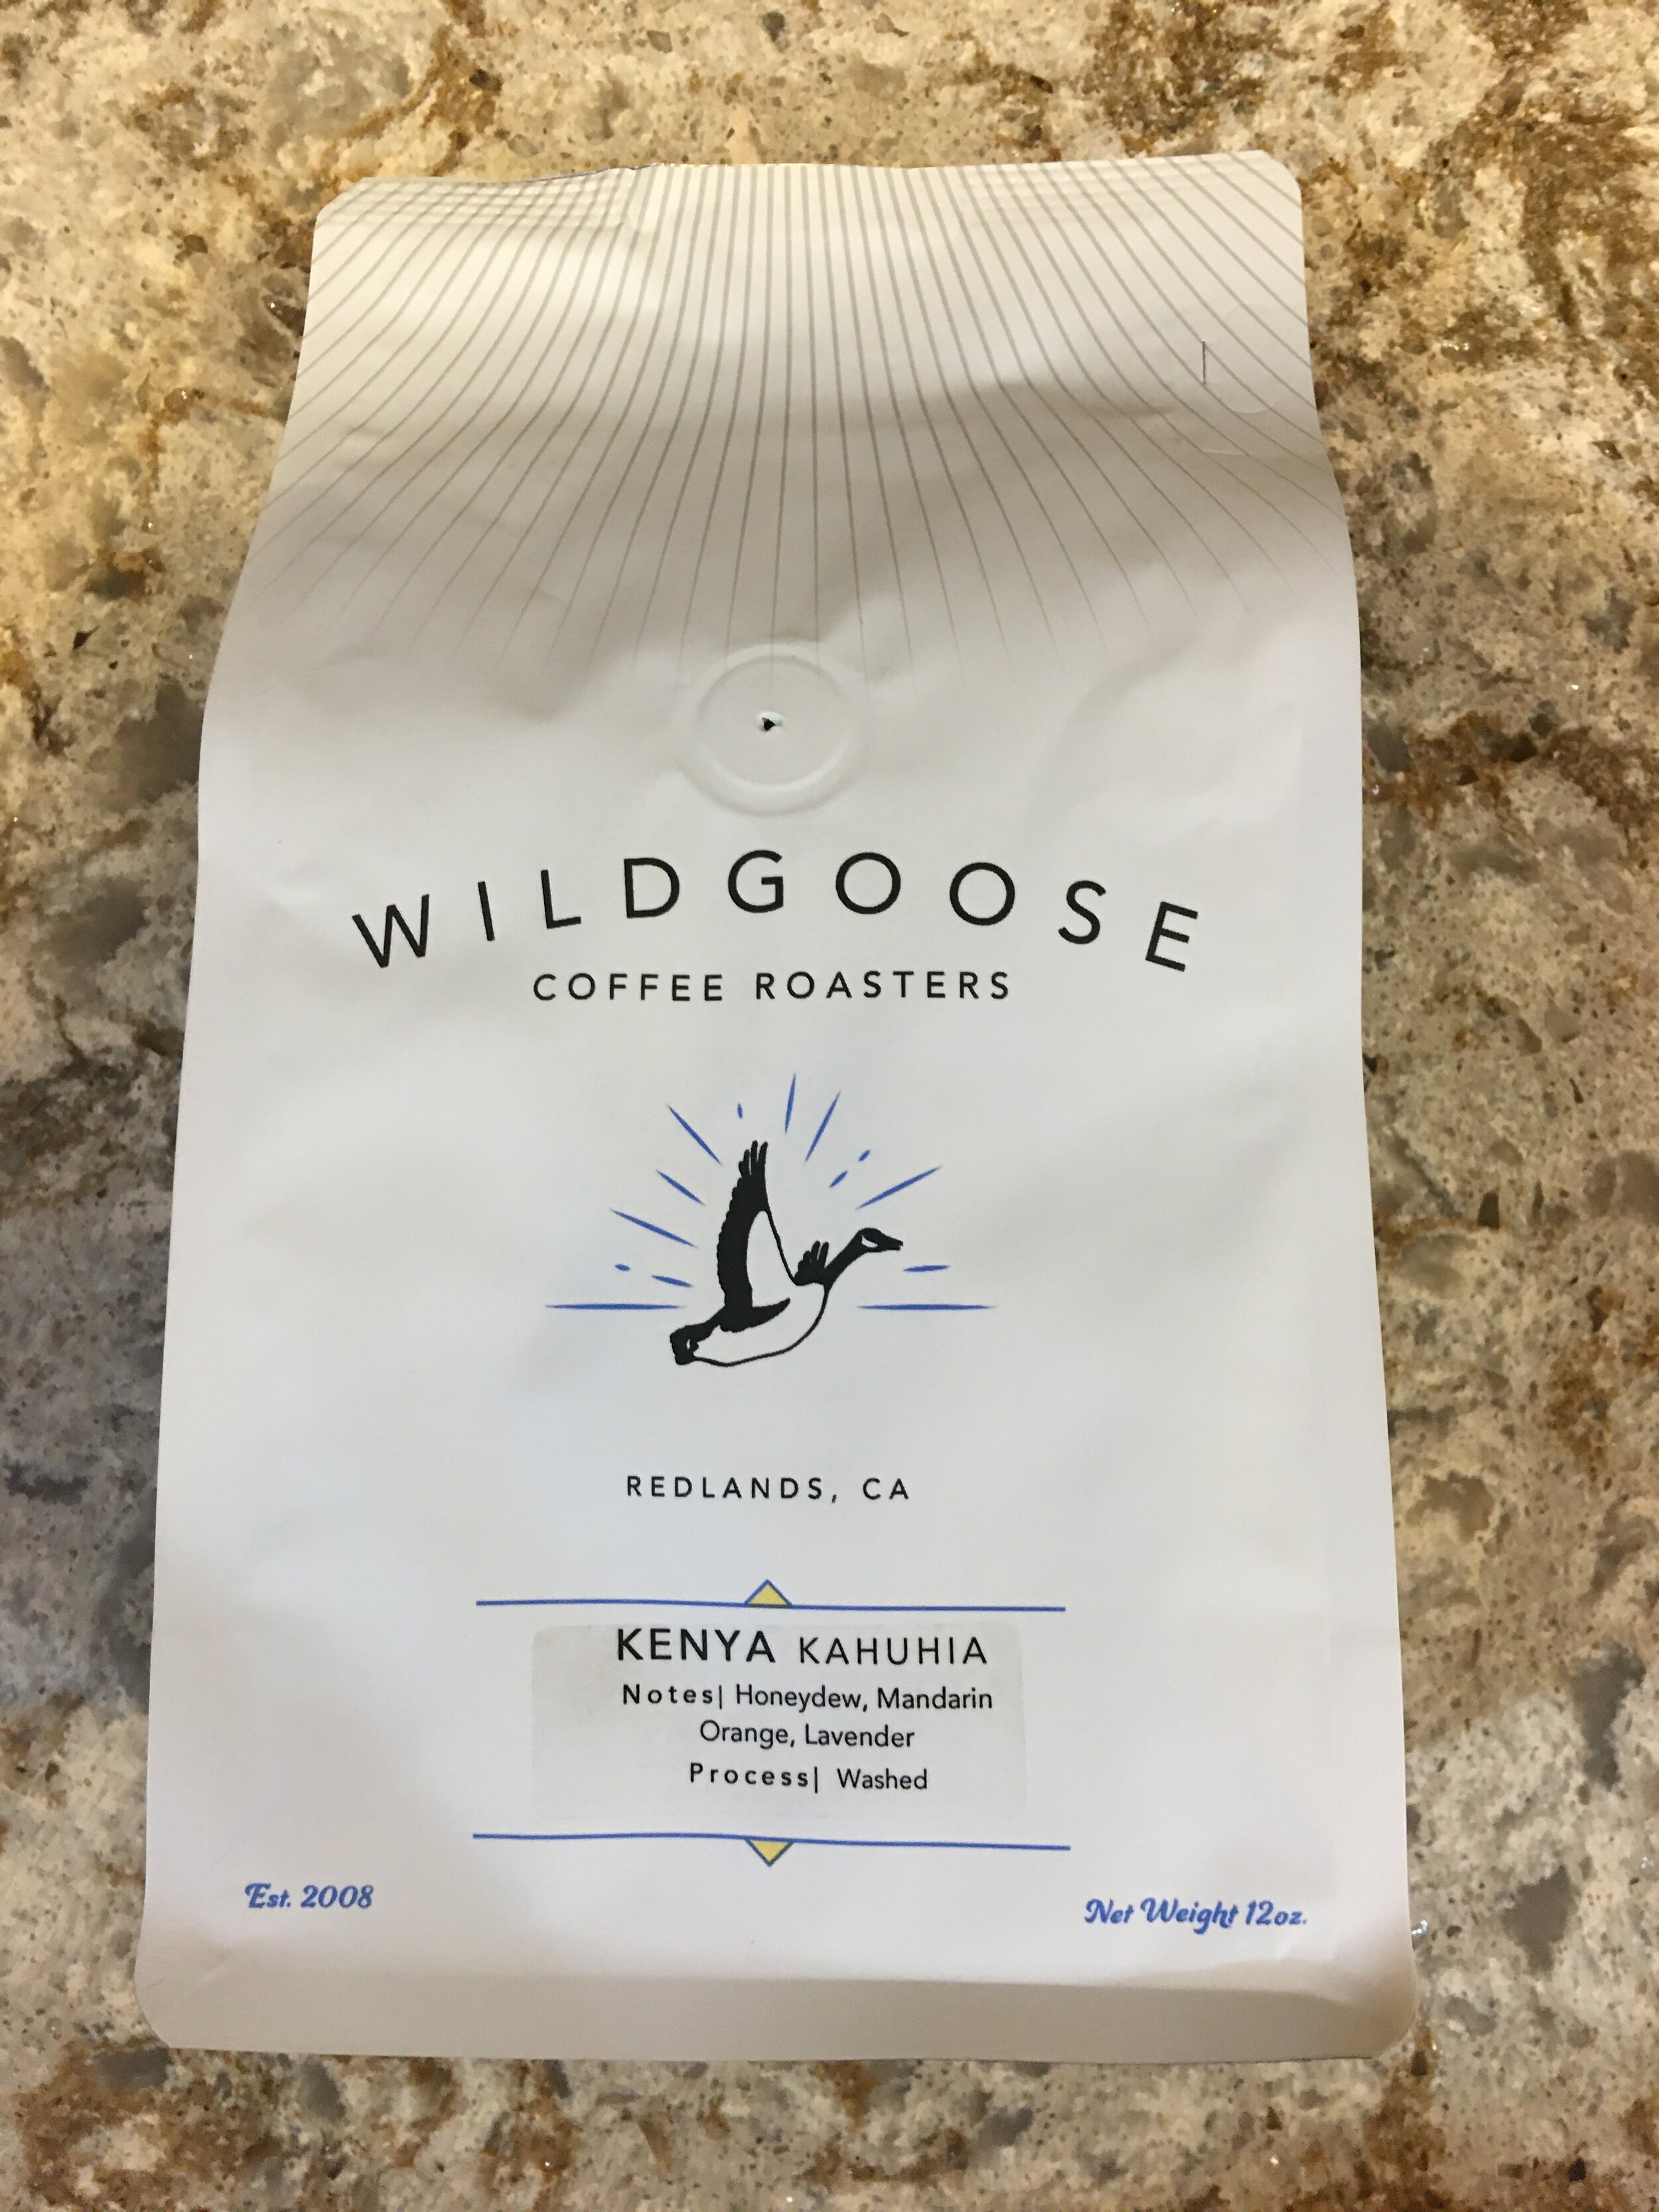 WILDGOOSE
COFFEE ROASTERS
REDLANDS, CA
KENYA KAHUHIA
Notes| Honeydew, Mandarin
Orange, Lavender
Process| Washed
Est. 2008
Net Weight 12oz.